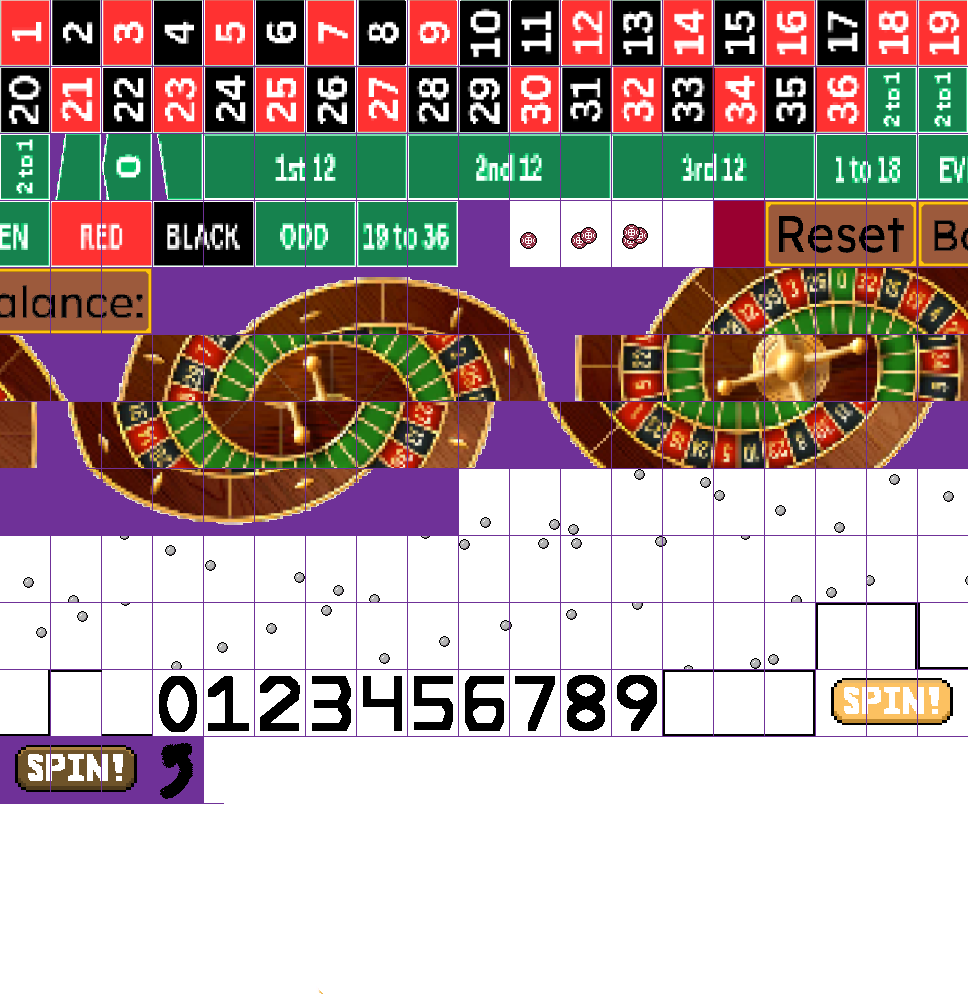 1 2 3 4 5 6 7 8 9 10 11 12 13 14 15 16 17 18 19
20 21 22 23 24 25 26 27 28 29 30 31 32 33 34 35 36 2 to 1 2 to 1
2 to 1 0 1st 12 2nd 12 3rd 12 1 to 18 EV
EN RED BLACK ODD 19 to 36 Reset Ba
alance:
0123456789 SPIN!
SPIN!